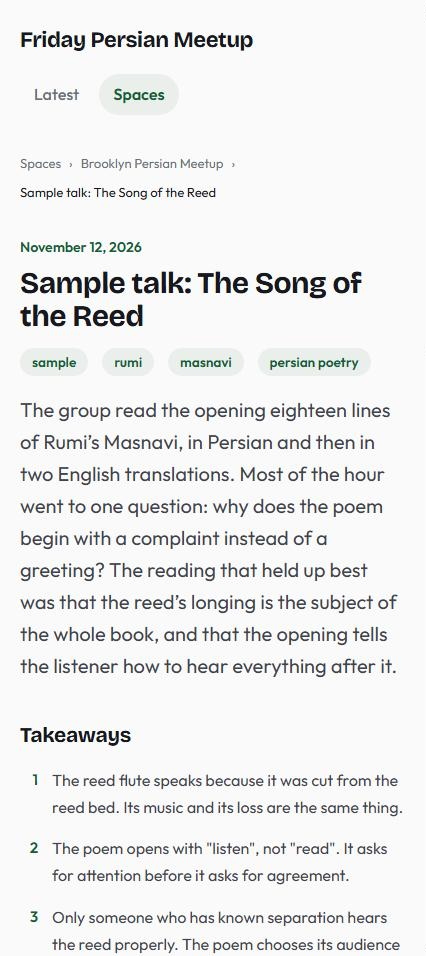 Friday Persian Meetup
Latest
Spaces
Spaces › Brooklyn Persian Meetup ›
Sample talk: The Song of the Reed
November 12, 2026
Sample talk: The Song of
the Reed
sample
rumi
masnavi
persian poetry
The group read the opening eighteen lines
of Rumi’s Masnavi, in Persian and then in
two English translations. Most of the hour
went to one question: why does the poem
begin with a complaint instead of a
greeting? The reading that held up best
was that the reed’s longing is the subject of
the whole book, and that the opening tells
the listener how to hear everything after it.
Takeaways
1 The reed flute speaks because it was cut from the
reed bed. Its music and its loss are the same thing.
2 The poem opens with "listen", not "read". It asks
for attention before it asks for agreement.
3 Only someone who has known separation hears
the reed properly. The poem chooses its audience